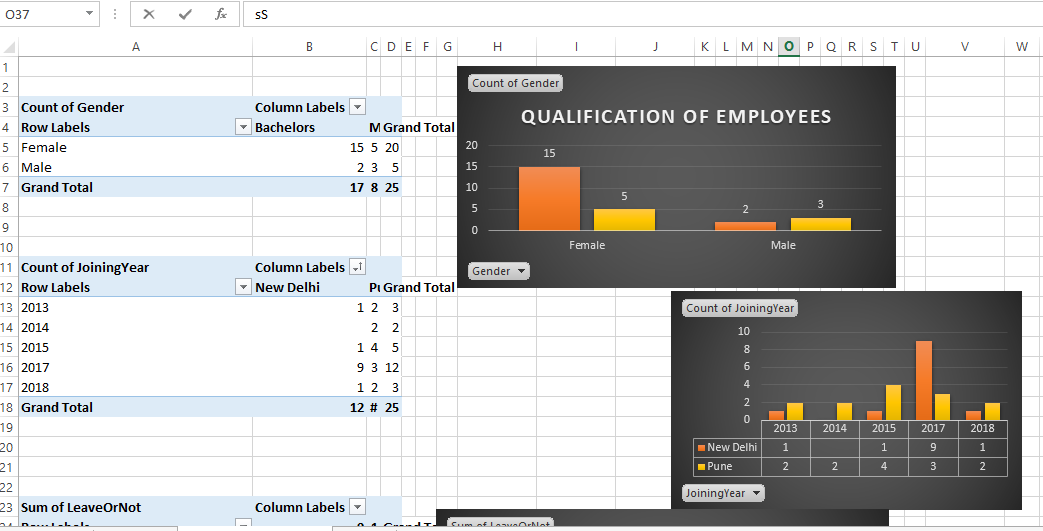 O37 fx sS
A B C D E F G H I J K L M N O P Q R S T U V W
1
2
3 Count of Gender Column Labels
4 Row Labels Bachelors M Grand Total
5 Female 15 5 20
6 Male 2 3 5
7 Grand Total 17 8 25
8
9
10
11 Count of JoiningYear Column Labels
12 Row Labels New Delhi Grand Total
13 2013 1 2 3
14 2014 2 2
15 2015 1 4 5
16 2017 9 3 12
17 2018 1 2 3
18 Grand Total 12 # 25
19
20
21
22
23 Sum of LeaveOrNot Column Labels
Count of Gender
QUALIFICATION OF EMPLOYEES
20
15
10
5
0
15
5
2
3
Female Male
Gender
Count of JoiningYear
10
8
6
4
2
0
2013 2014 2015 2017 2018
New Delhi 1 1 9 1
Pune 2 2 4 3 2
JoiningYear
Sum of LeaveOrNot